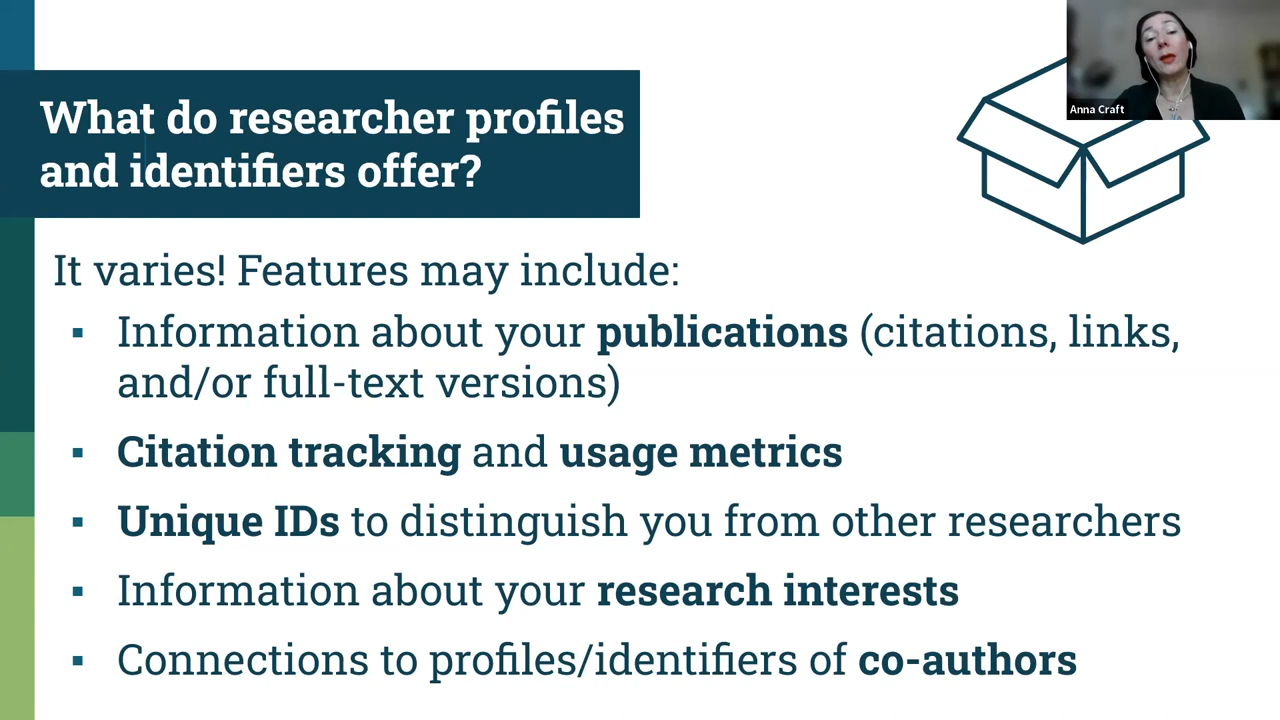 Anna Craft
What do researcher profiles
and identifiers offer?
It varies! Features may include:
▪ Information about your publications (citations, links,
and/or full-text versions)
▪ Citation tracking and usage metrics
▪ Unique IDs to distinguish you from other researchers
▪ Information about your research interests
▪ Connections to profiles/identifiers of co-authors